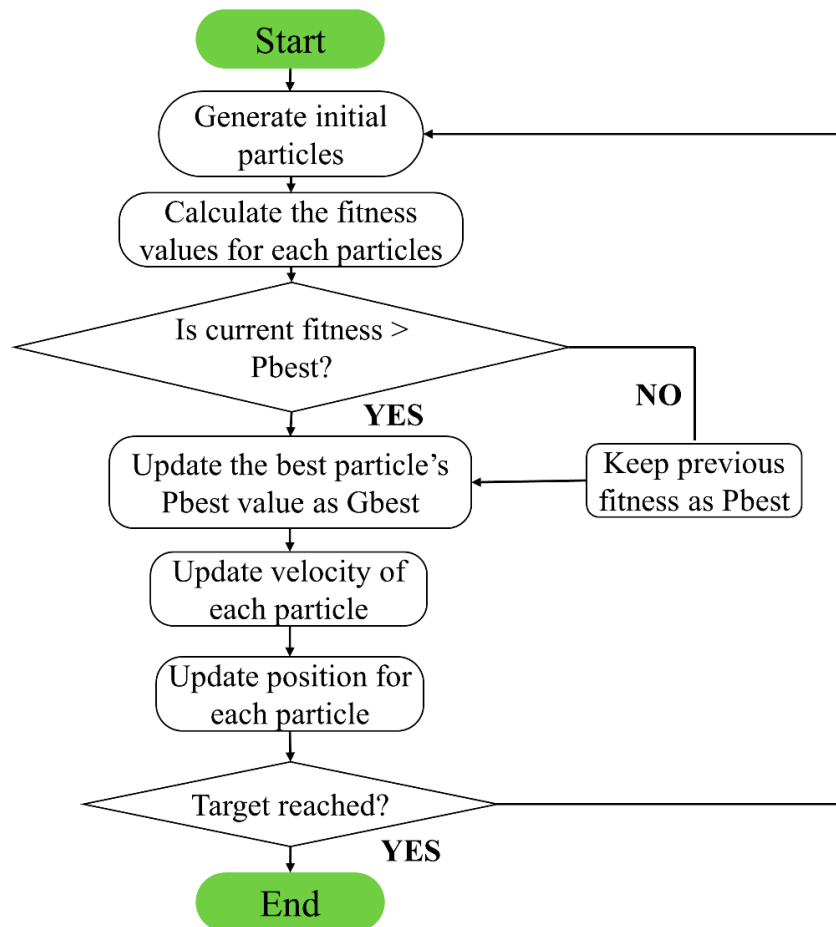 Start
Generate initial
particles
Calculate the fitness
values for each particles
Is current fitness >
Pbest?
YES
NO
Update the best particle’s
Pbest value as Gbest
Keep previous
fitness as Pbest
Update velocity of
each particle
Update position for
each particle
Target reached?
YES
End